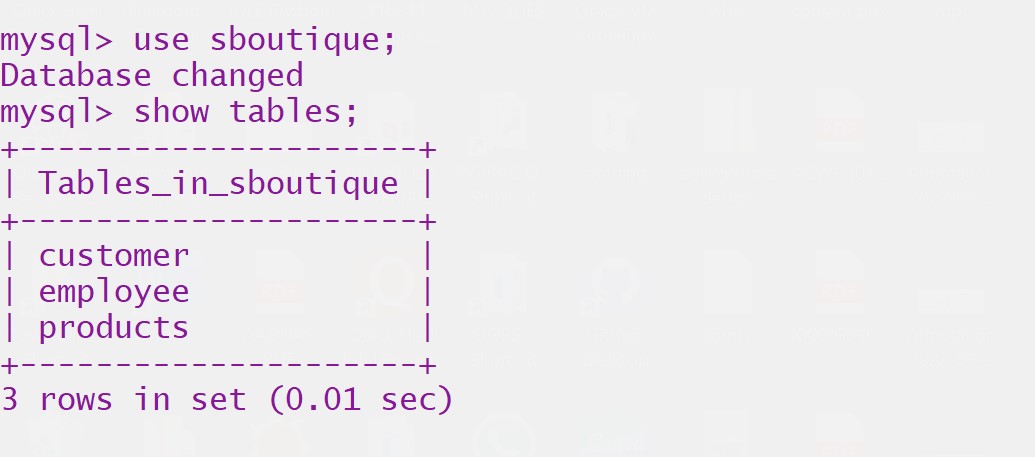 mysql> use sboutique;
Database changed
mysql> show tables;
+---------------------+
| Tables_in_sboutique |
+---------------------+
| customer            |
| employee            |
| products            |
+---------------------+
3 rows in set (0.01 sec)